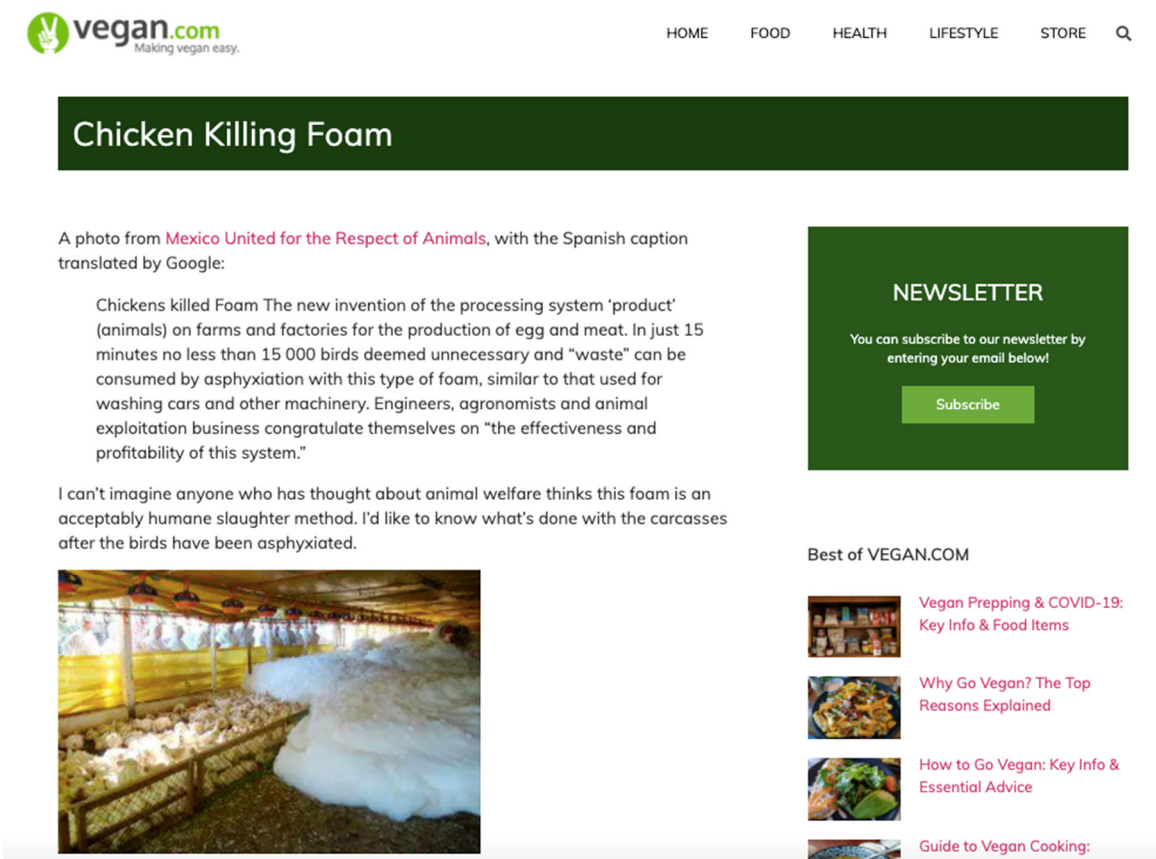 vegan.com
Making vegan easy.
HOME FOOD HEALTH LIFESTYLE STORE
Chicken Killing Foam
A photo from Mexico United for the Respect of Animals, with the Spanish caption
translated by Google:
Chickens killed Foam The new invention of the processing system ‘product’
(animals) on farms and factories for the production of egg and meat. In just 15
minutes no less than 15 000 birds deemed unnecessary and “waste” can be
consumed by asphyxiation with this type of foam, similar to that used for
washing cars and other machinery. Engineers, agronomists and animal
exploitation business congratulate themselves on “the effectiveness and
profitability of this system.”
I can’t imagine anyone who has thought about animal welfare thinks this foam is an
acceptably humane slaughter method. I’d like to know what’s done with the carcasses
after the birds have been asphyxiated.
NEWSLETTER
You can subscribe to our newsletter by
entering your email below!
Subscribe
Best of VEGAN.COM
Vegan Prepping & COVID-19:
Key Info & Food Items
Why Go Vegan? The Top
Reasons Explained
How to Go Vegan: Key Info &
Essential Advice
Guide to Vegan Cooking: